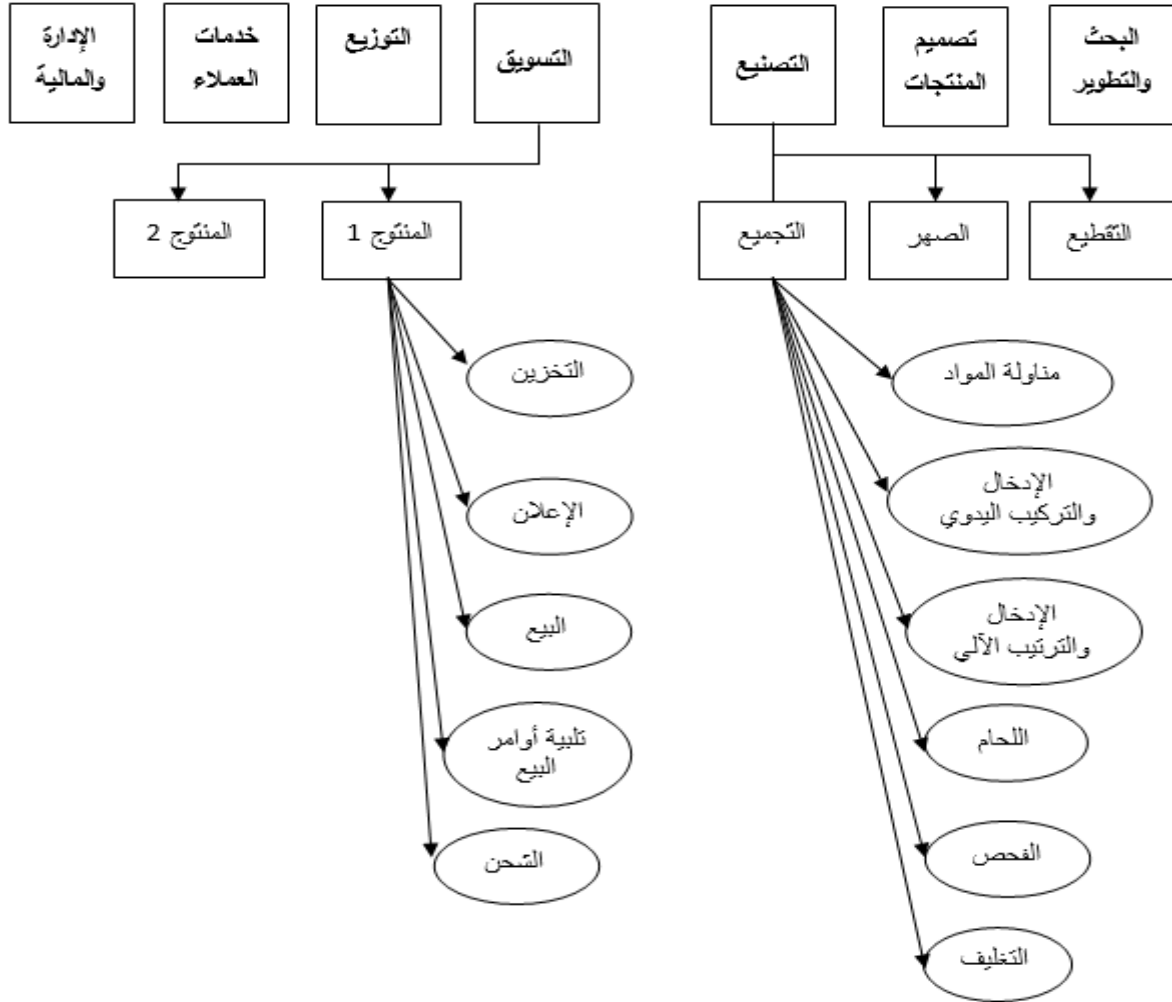 البحث
والتطوير
تصميم
المنتجات
التصنيع
التسويق
التوزيع
خدمات
العملاء
الإدارة
والمالية
التقطيع
الصهر
التجميع
المنتوج 1
المنتوج 2
مناولة المواد
الإدخال
والتركيب اليدوي
الإدخال
والترتيب الآلي
اللحام
الفحص
التغليف
التخزين
الإعلان
البيع
تلبية أوامر
البيع
الشحن